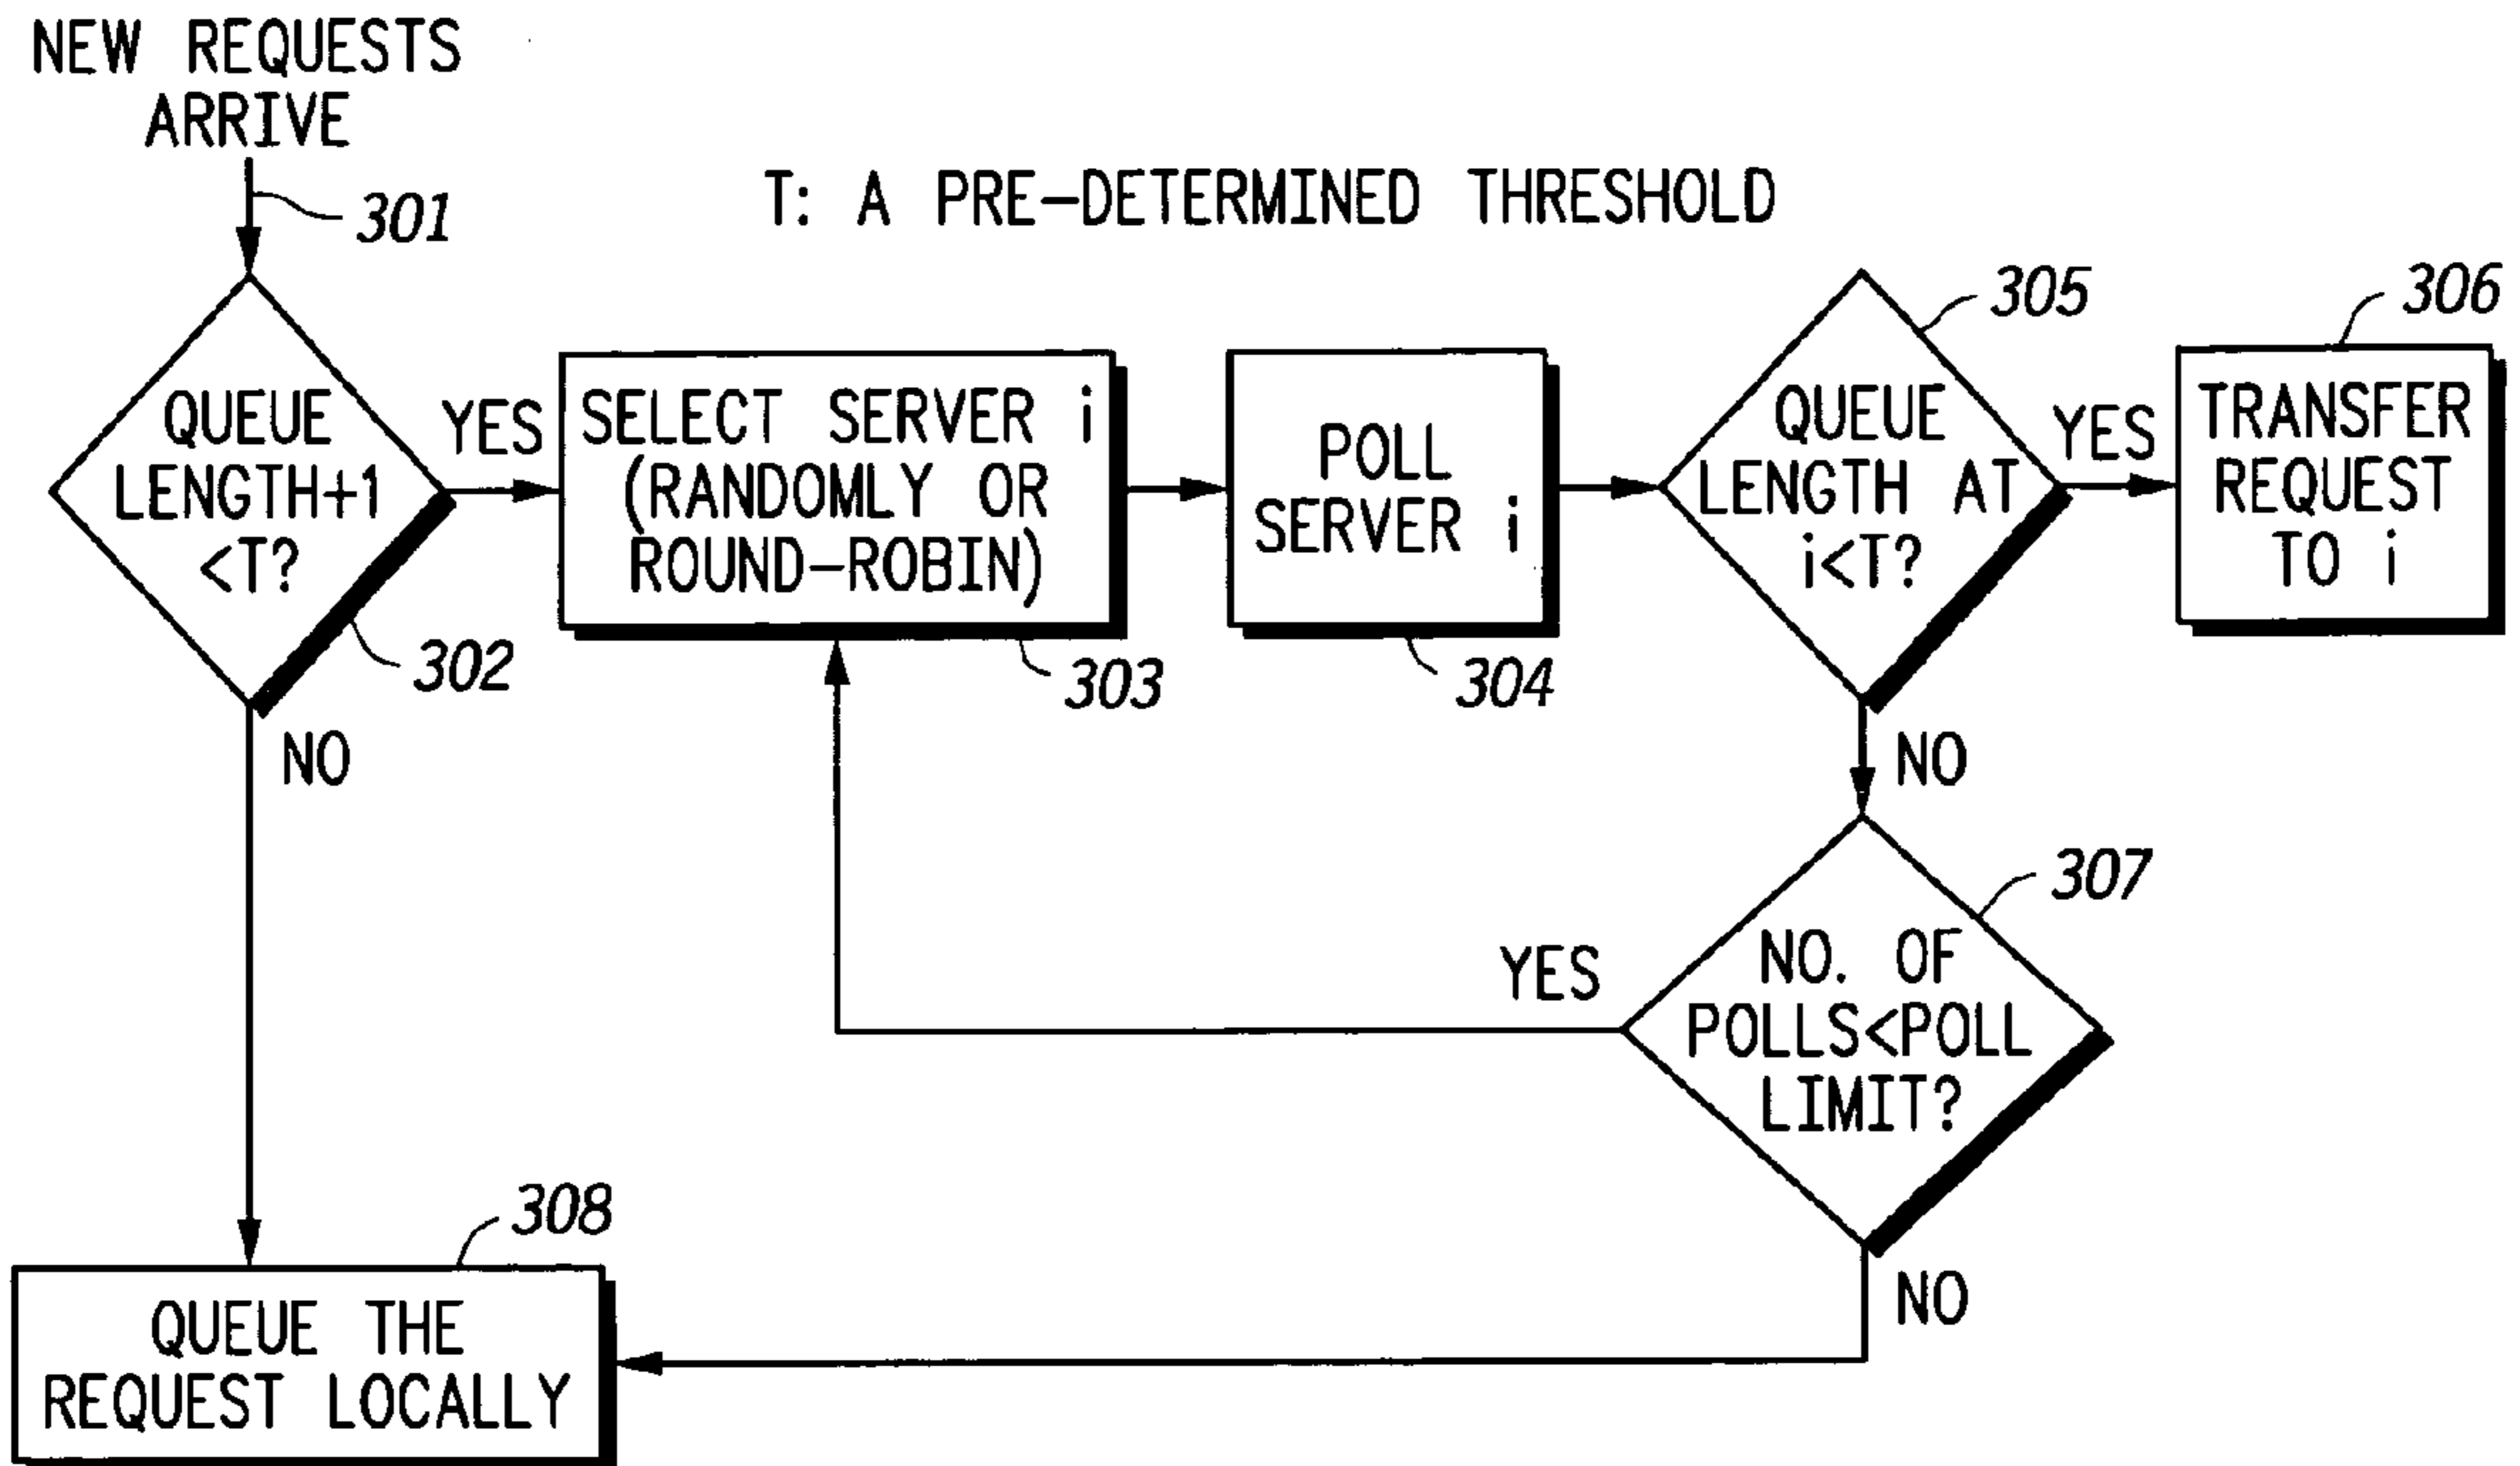 NEW REQUESTS
ARRIVE
301
T: A PRE-DETERMINED THRESHOLD
QUEUE
LENGTH+1
<T?
302
YES
NO
SELECT SERVER i
(RANDOMLY OR
ROUND-ROBIN)
303
POLL
SERVER i
304
QUEUE
LENGTH AT
i<T?
305
YES
NO
TRANSFER
REQUEST
TO i
306
NO. OF
POLLS<POLL
LIMIT?
307
YES
NO
QUEUE THE
REQUEST LOCALLY
308